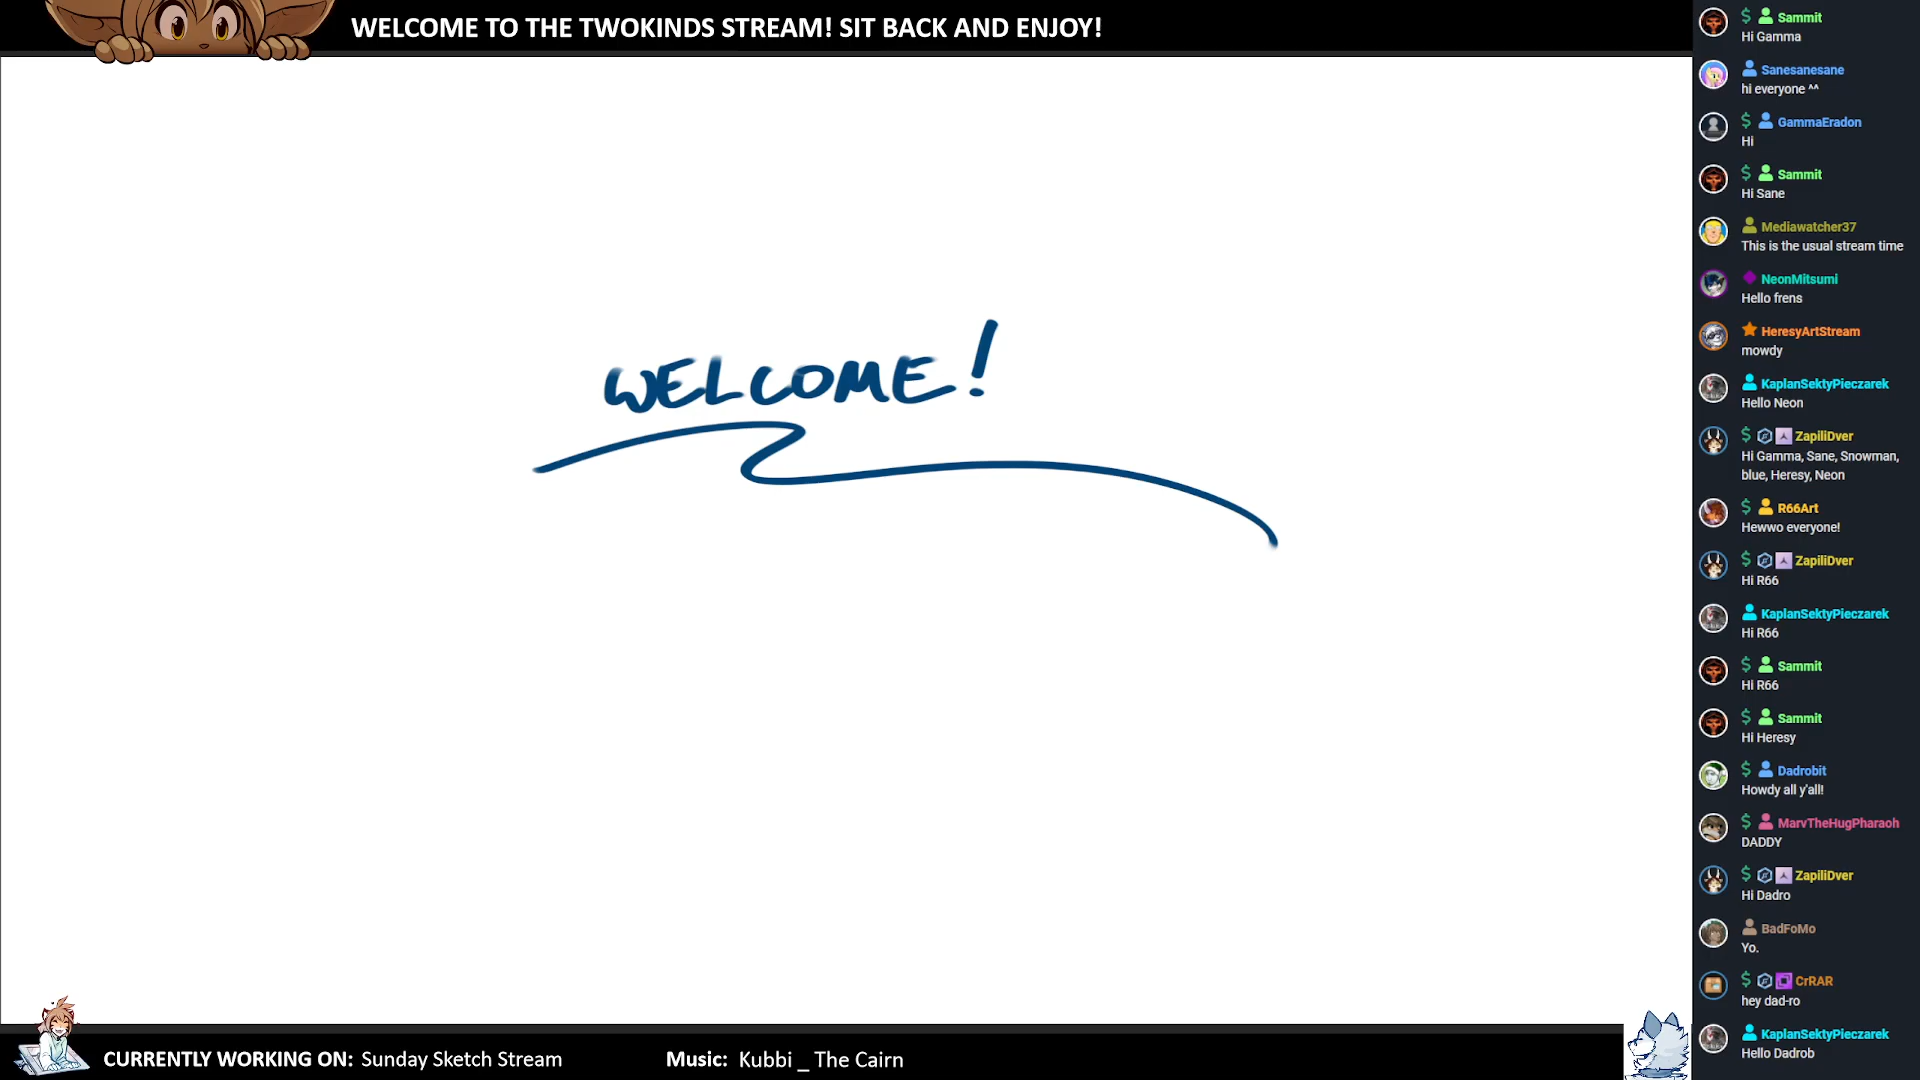 WELCOME TO THE TWOKINDS STREAM! SIT BACK AND ENJOY!
WELCOME!
CURRENTLY WORKING ON: Sunday Sketch Stream
Music: Kubbi _ The Cairn
Sammit
Hi Gamma
Sanesanesane
hi everyone ^^
GammaEradon
Hi
Sammit
Hi Sane
Mediawatcher37
This is the usual stream time
NeonMitsumi
Hello frens
HeresyArtStream
mowdy
KaplanSektyPieczarek
Hello Neon
ZapiliDver
Hi Gamma, Sane, Snowman,
blue, Heresy, Neon
R66Art
Hewwo everyone!
ZapiliDver
Hi R66
KaplanSektyPieczarek
Hi R66
Sammit
Hi R66
Sammit
Hi Heresy
Dadrobit
Howdy all y'all!
MarvTheHugPharaoh
DADDY
ZapiliDver
Hi Dadro
BadFoMo
Yo.
CrRAR
hey dad-ro
KaplanSektyPieczarek
Hello Dadrob